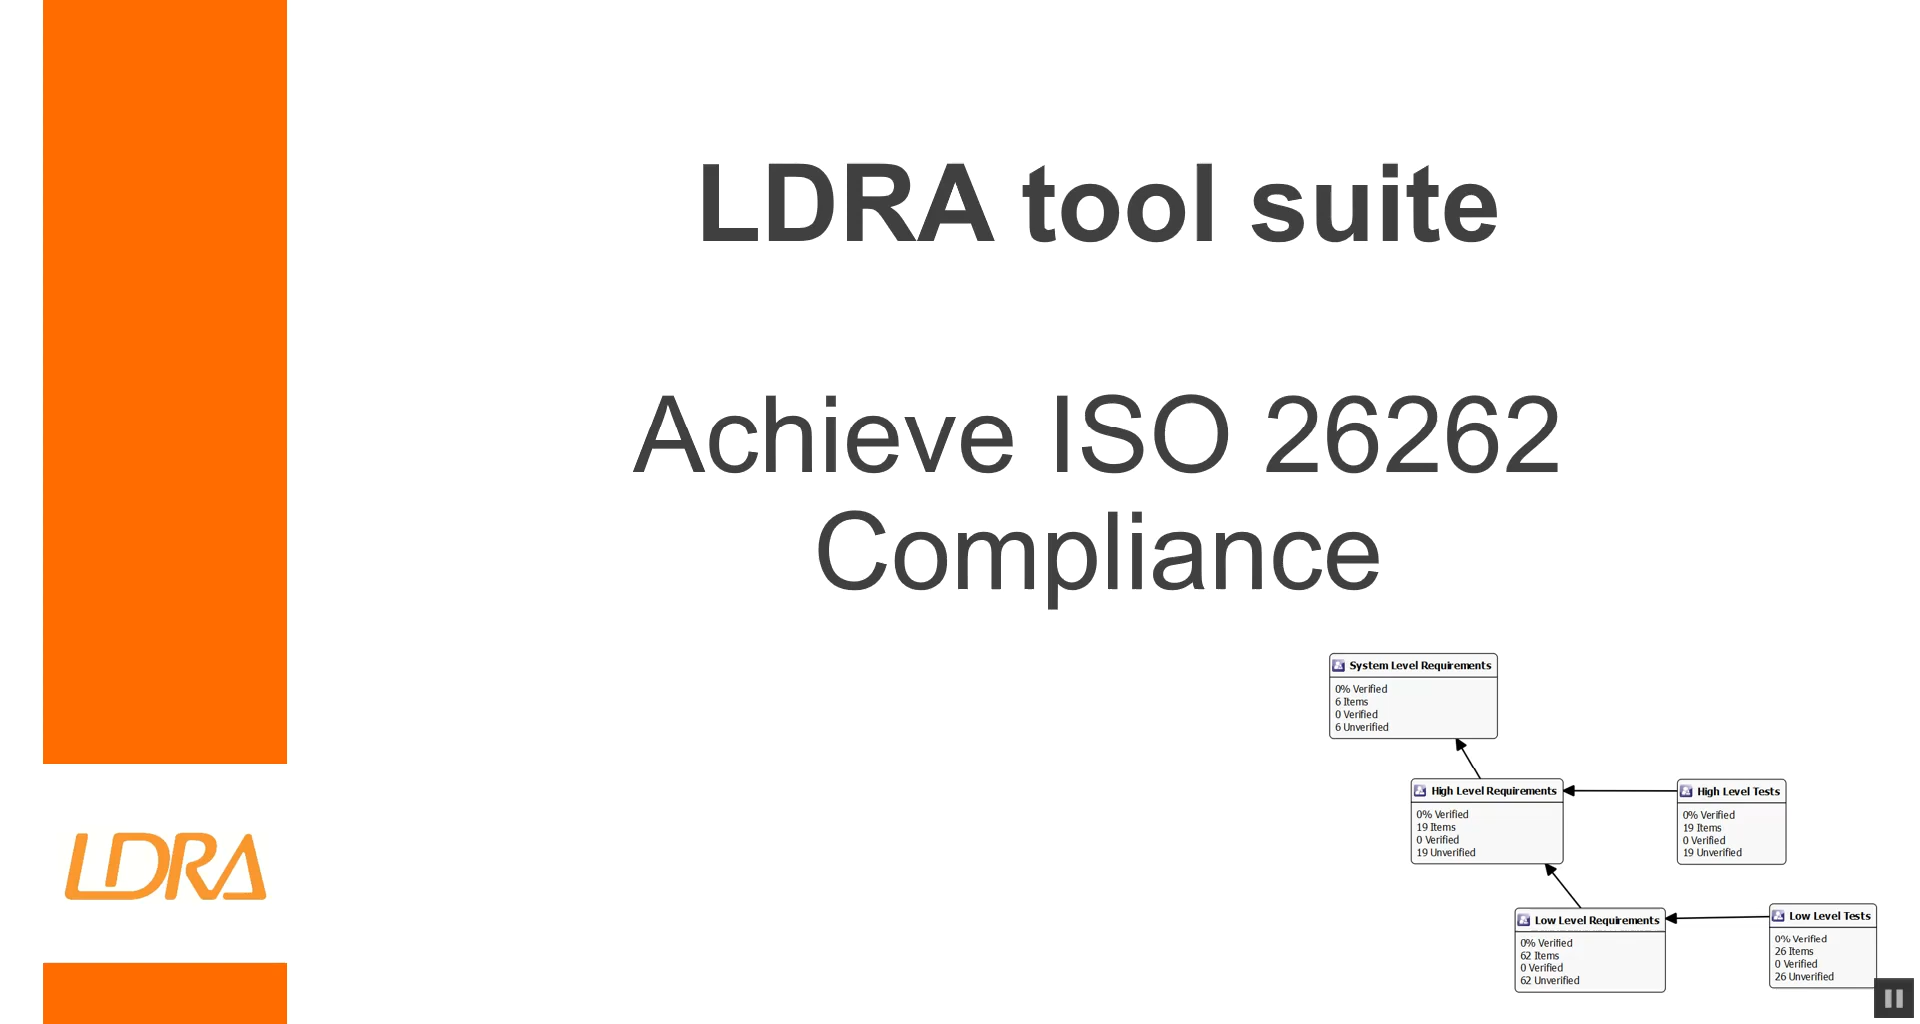 LDRA tool suite
Achieve ISO 26262
Compliance
System Level Requirements
0% Verified
6 Items
0 Verified
6 Unverified
High Level Requirements
0% Verified
19 Items
0 Verified
19 Unverified
High Level Tests
0% Verified
19 Items
0 Verified
19 Unverified
Low Level Requirements
0% Verified
62 Items
0 Verified
62 Unverified
Low Level Tests
0% Verified
26 Items
0 Verified
26 Unverified
LDRA